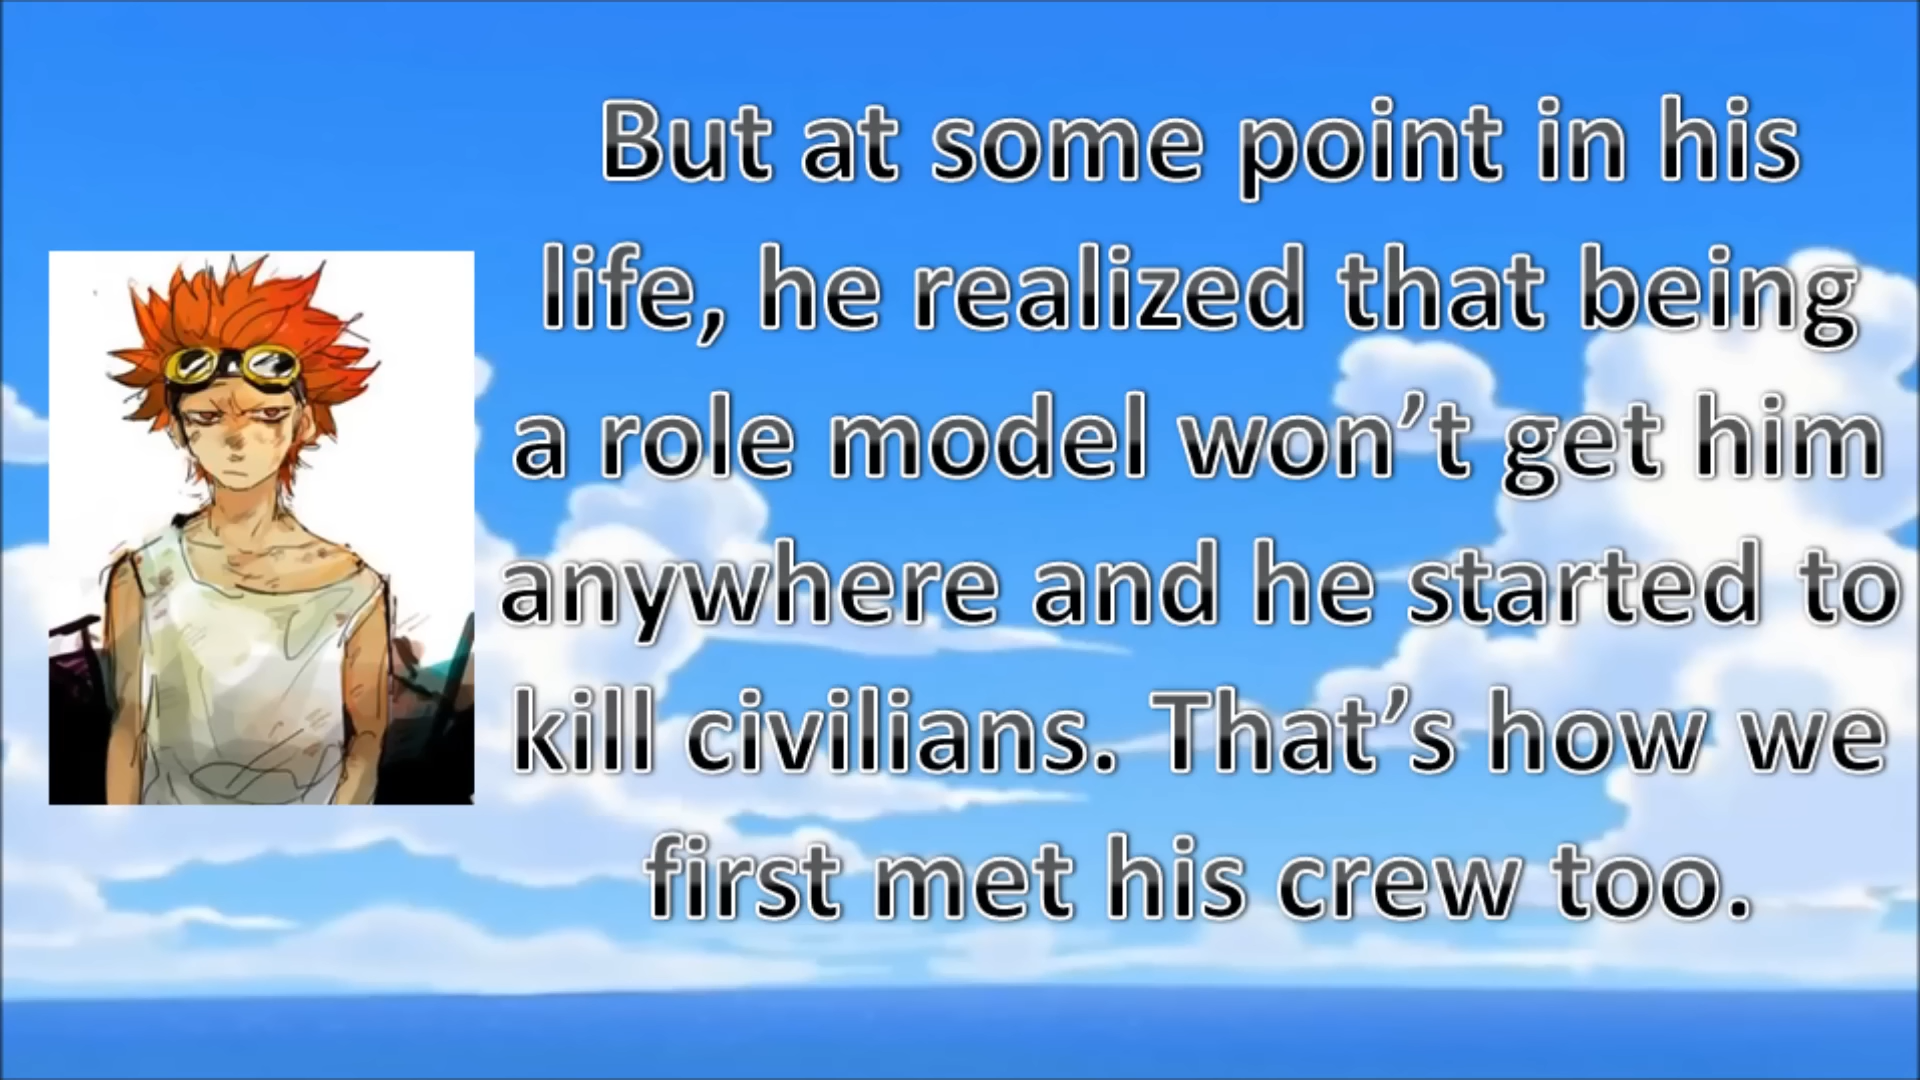 But at some point in his
life, he realized that being
a role model won’t get him
anywhere and he started to
kill civilians. That’s how we
first met his crew too.